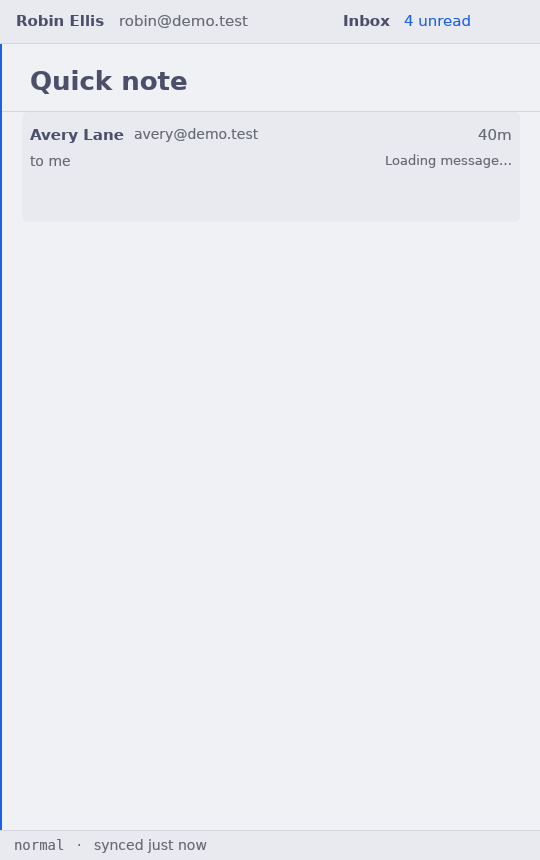 Robin Ellis robin@demo.test Inbox 4 unread
Quick note
Avery Lane avery@demo.test 40m
to me Loading message…
normal · synced just now